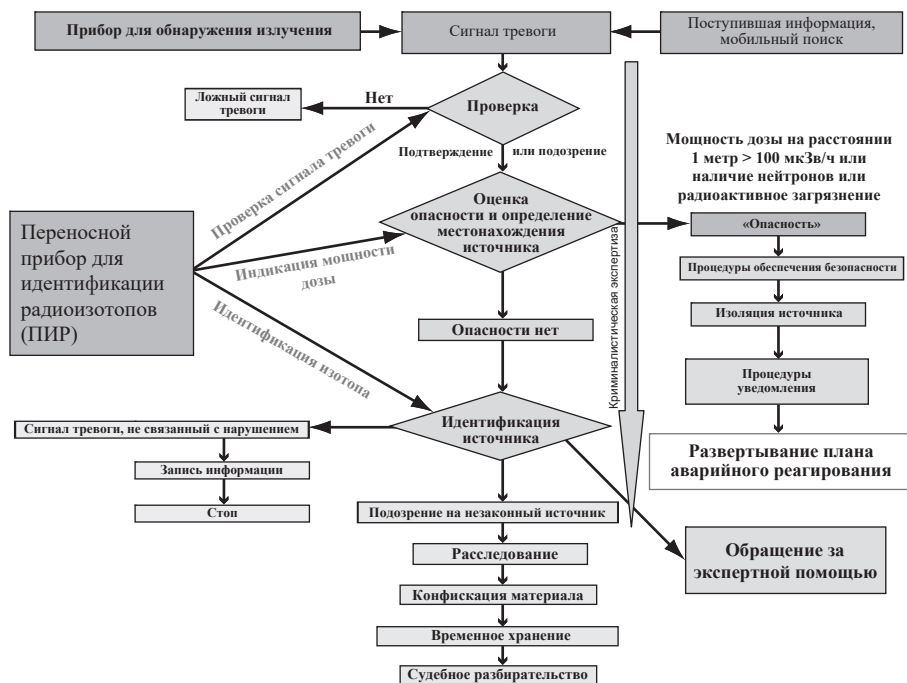 Прибор для обнаружения излучения
Сигнал тревоги
Поступившая информация,
мобильный поиск
Ложный сигнал
тревоги
Нет
Проверка
Подтверждение
или подозрение
Проверка сигнала тревоги
Мощность дозы на расстоянии
1 метр > 100 мкЗв/ч или
наличие нейтронов или
радиоактивное загрязнение
Оценка
опасности и определение
местонахождения
источника
«Опасность»
Переносной
прибор для
идентификации
радиоизотопов
(ПИР)
Индикация мощности
дозы
Процедуры обеспечения безопасности
Криминалистическая экспертиза
Изоляция источника
Опасности нет
Идентификация изотопа
Процедуры
уведомления
Идентификация
источника
Сигнал тревоги, не связанный с нарушением
Развертывание плана
аварийного реагирования
Запись информации
Стоп
Подозрение на незаконный источник
Расследование
Обращение за
экспертной помощью
Конфискация материала
Временное хранение
Судебное разбирательство